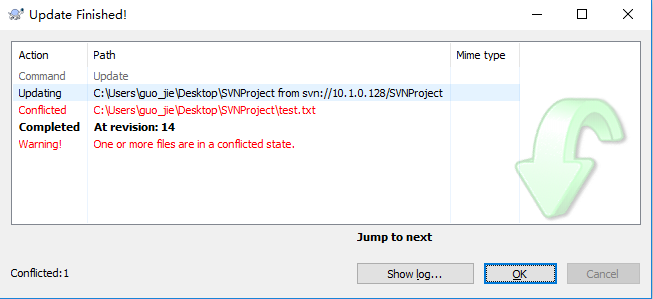 Update Finished!
Action Path Mime type
Command Update
Updating C:\Users\guo_jie\Desktop\SVNProject from svn://10.1.0.128/SVNProject
Conflicted C:\Users\guo_jie\Desktop\SVNProject\test.txt
Completed At revision: 14
Warning! One or more files are in a conflicted state.
Jump to next
Conflicted:1 Show log... OK Cancel